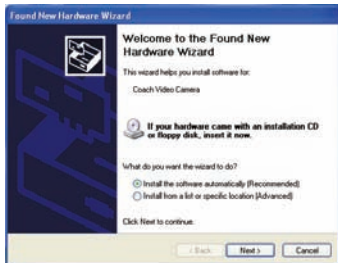 Found New Hardware Wizard
Welcome to the Found New
Hardware Wizard
This wizard helps you install software for:
Coach Video Camera
If your hardware came with an installation CD
or floppy disk, insert it now.
What do you want the wizard to do?
Install the software automatically (Recommended)
Install from a list or specific location (Advanced)
Click Next to continue.
< Back
Next >
Cancel